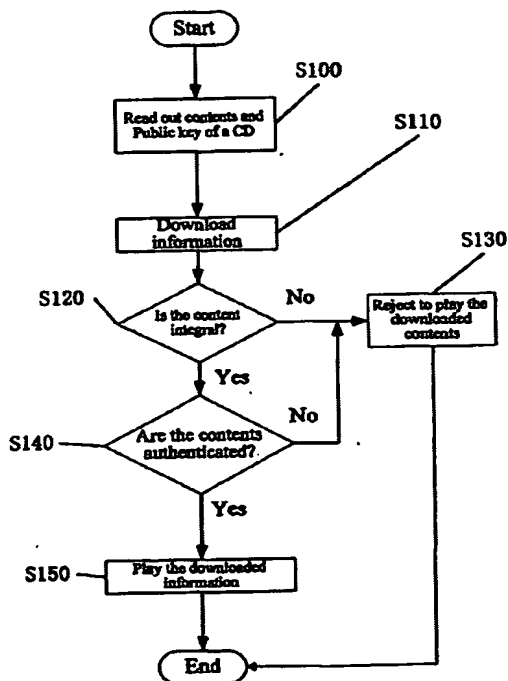 Start
S100
Read out contents and
Public key of a CD
S110
Download
information
S130
S120
Is the content
integral?
No
Reject to play the
downloaded
contents
Yes
No
S140
Are the contents
authenticated?
Yes
S150
Play the downloaded
information
End